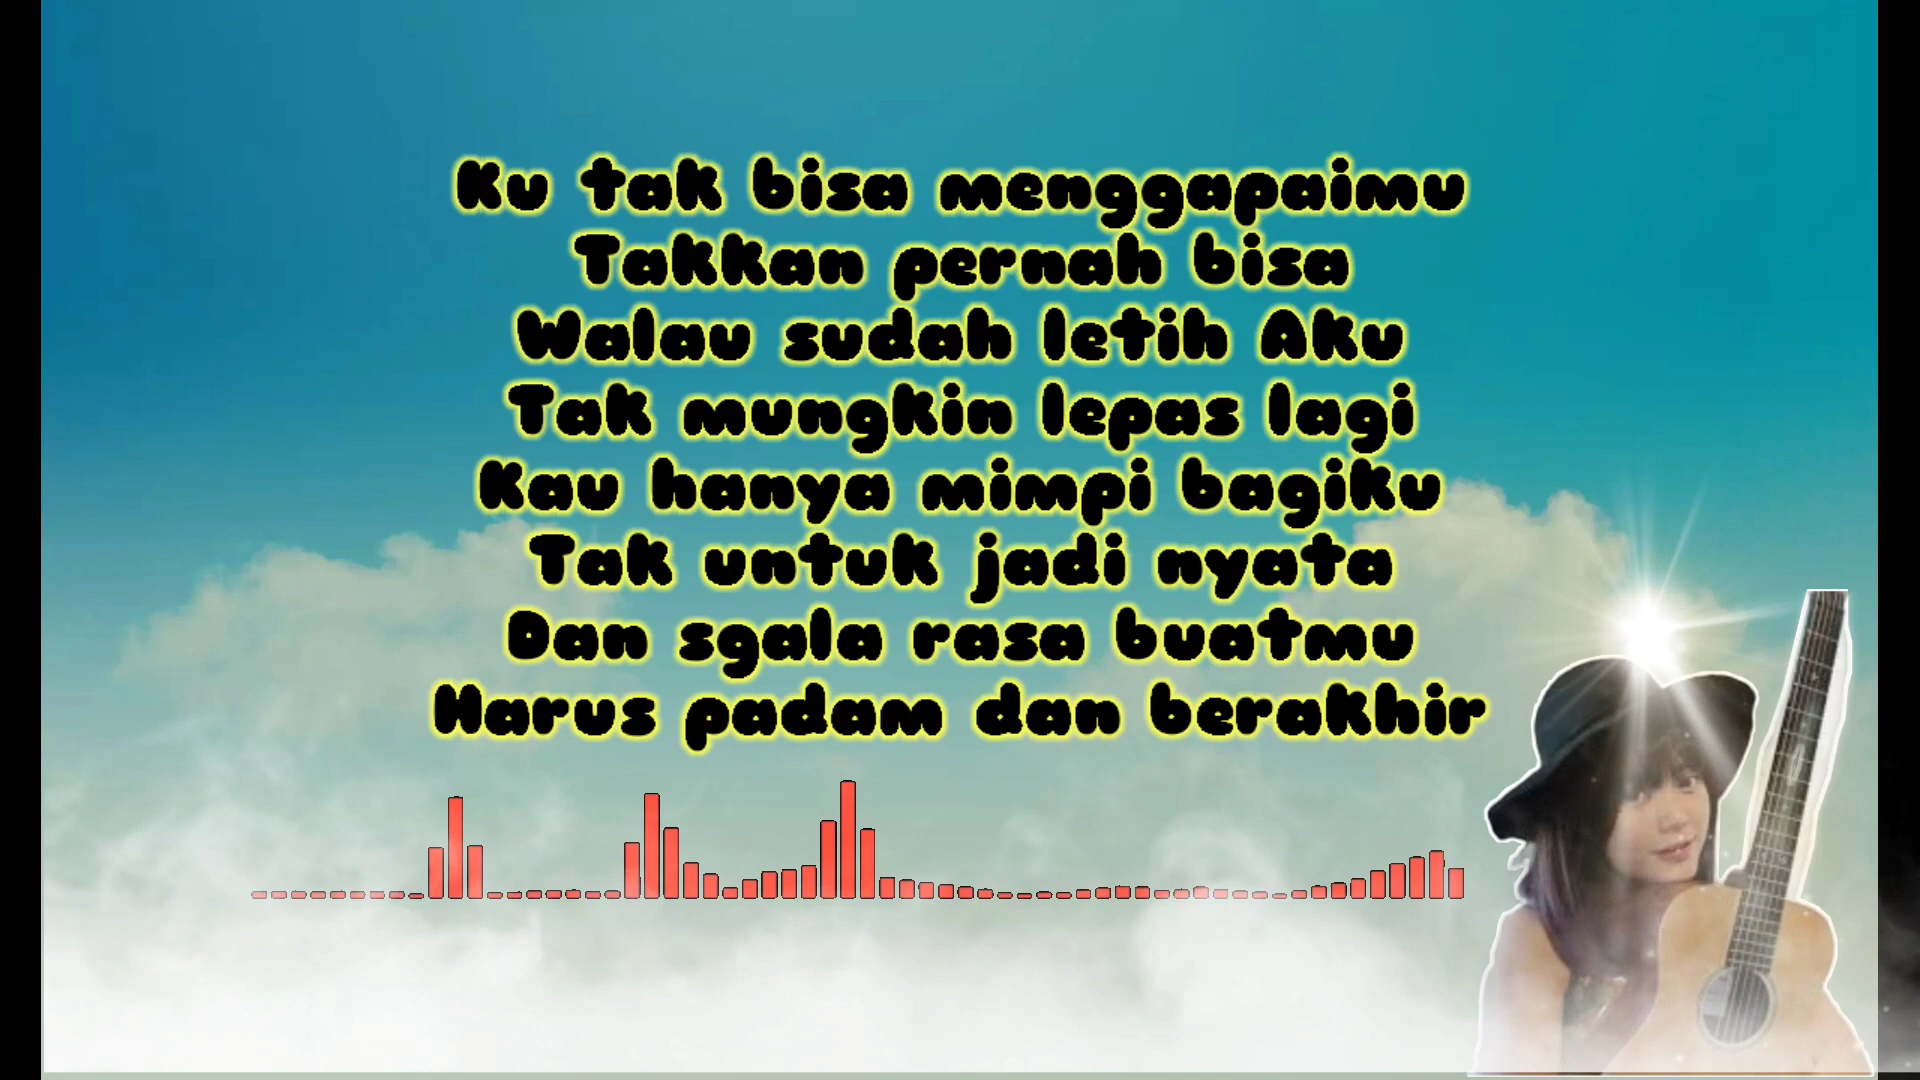 Ku tak bisa menggapaimu
Takkan pernah bisa
Walau sudah letih Aku
Tak mungkin lepas lagi
Kau hanya mimpi bagiku
Tak untuk jadi nyata
Dan sgala rasa buatmu
Harus padam dan berakhir